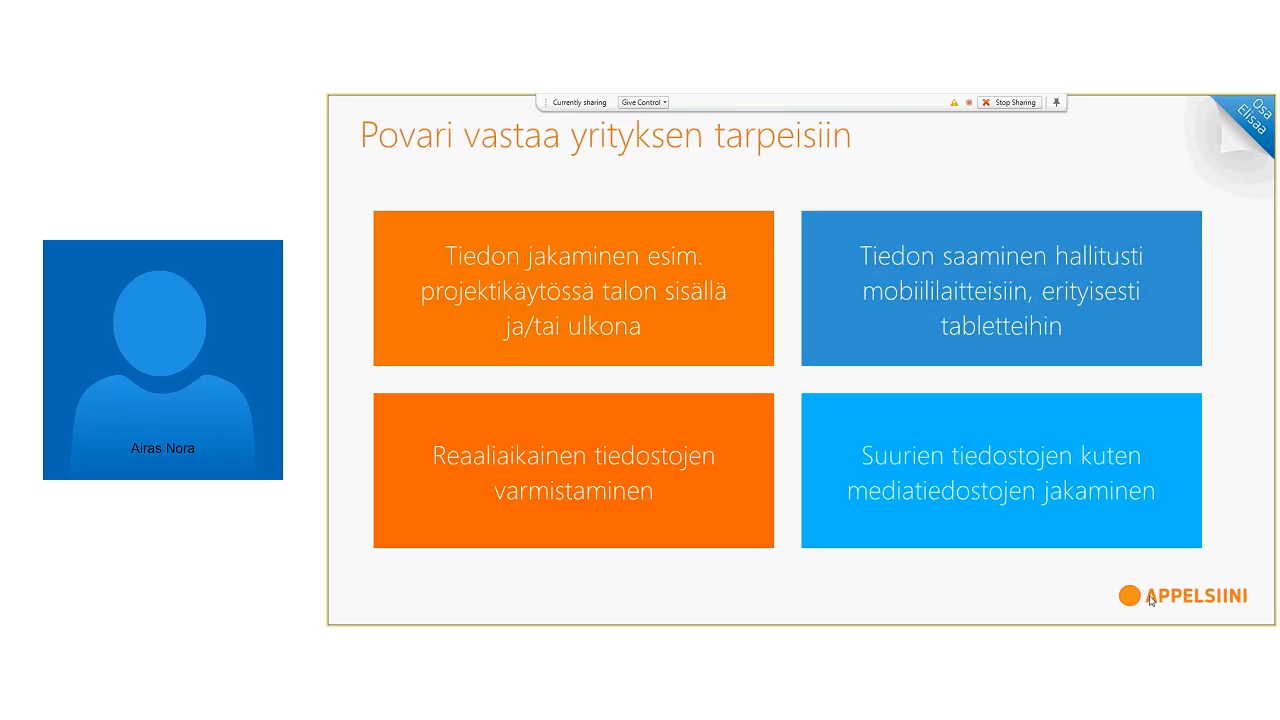 Currently sharing
Give Control
Stop Sharing
Osa
Elisaa
Povari vastaa yrityksen tarpeisiin
Tiedon jakaminen esim.
projektikäytössä talon sisällä
ja/tai ulkona
Tiedon saaminen hallitusti
mobiililaitteisiin, erityisesti
tabletteihin
Airas Nora
Reaaliaikainen tiedostojen
varmistaminen
Suurien tiedostojen kuten
mediatiedostojen jakaminen
APPELSIINI